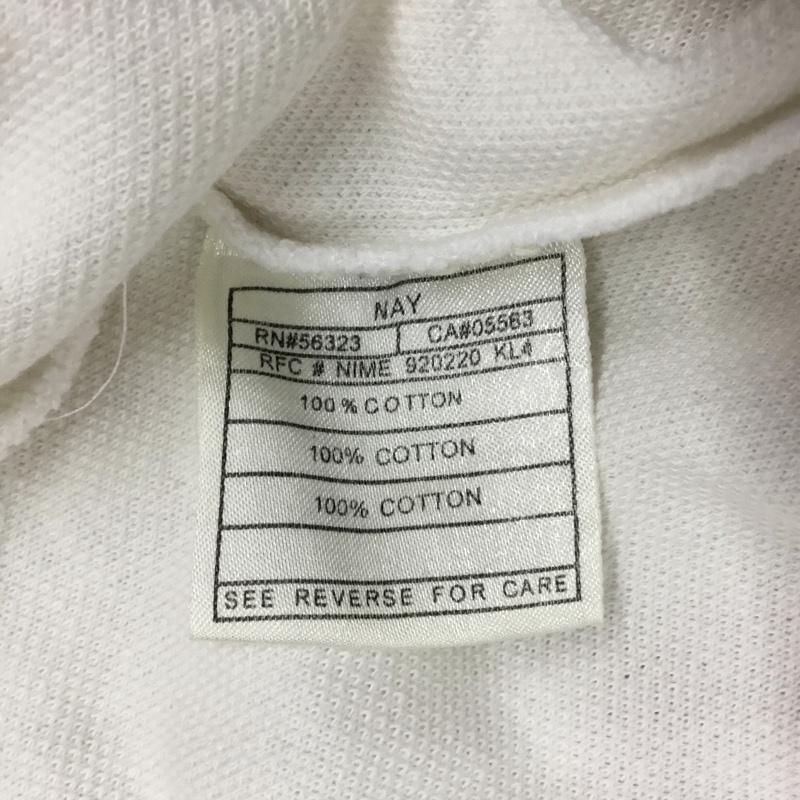 NAY
RN#56323 CA#05563
RFC # NIME 920220 KL4
100% COTTON
100% COTTON
100% COTTON
SEE REVERSE FOR CARE